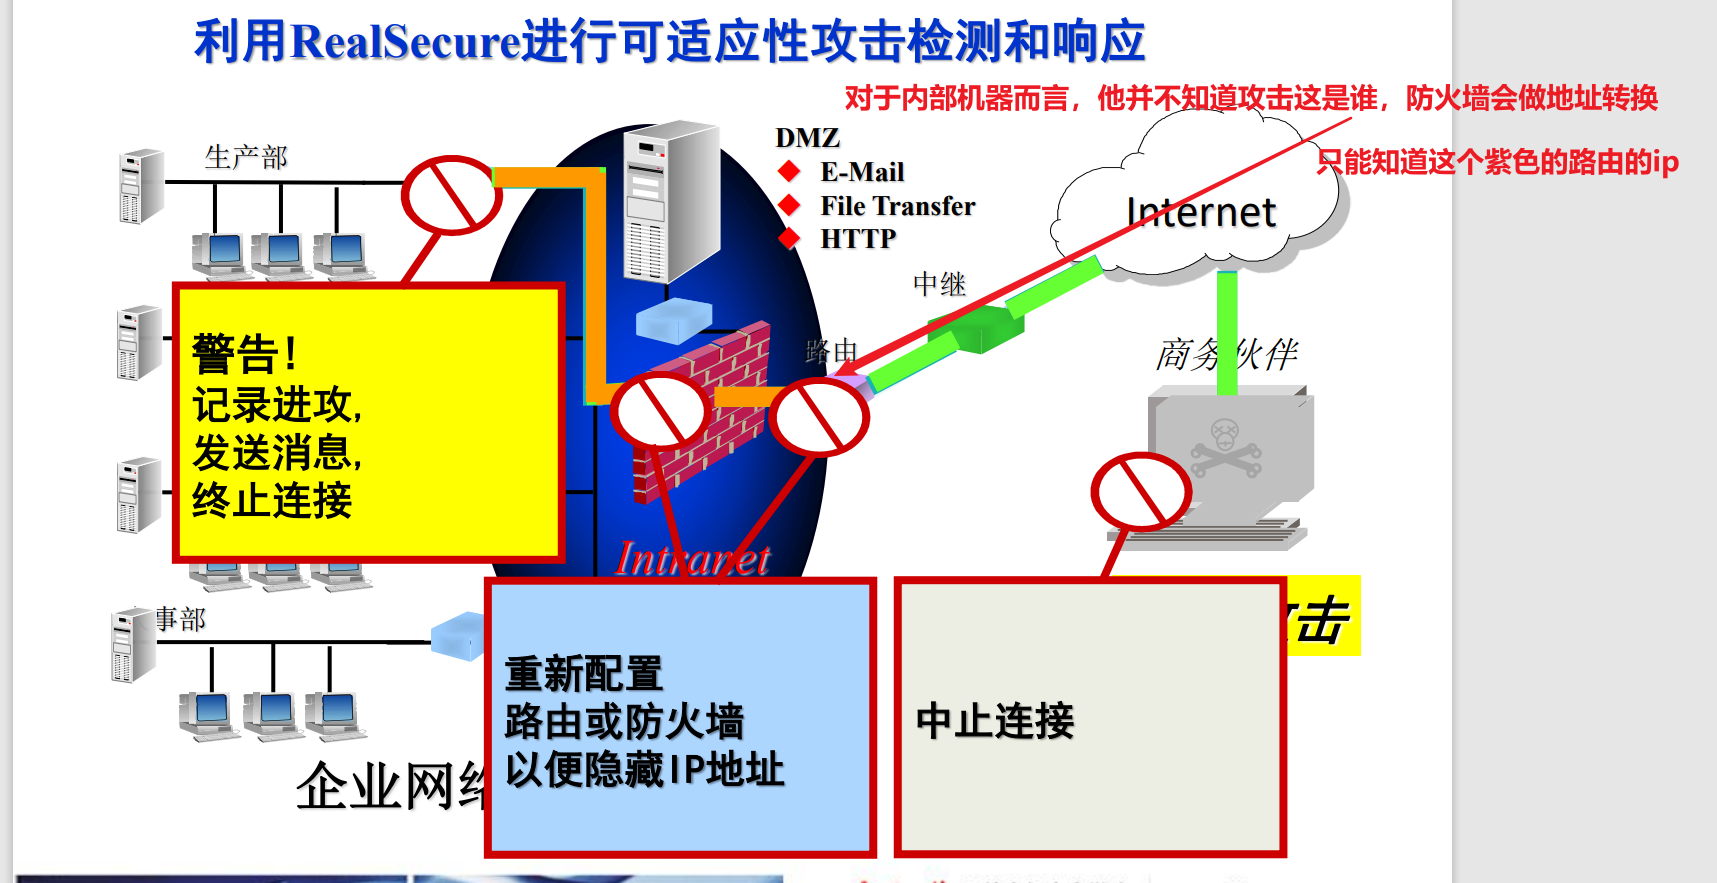 利用RealSecure进行可适应性攻击检测和响应
对于内部机器而言，他并不知道攻击这是谁，防火墙会做地址转换
只能知道这个紫色的路由的ip
生产部
DMZ
E-Mail
File Transfer
HTTP
Internet
中继
路由
商务伙伴
警告！
记录进攻,
发送消息,
终止连接
Intranet
事部
击
重新配置
路由或防火墙
以便隐藏IP地址
中止连接
企业网络